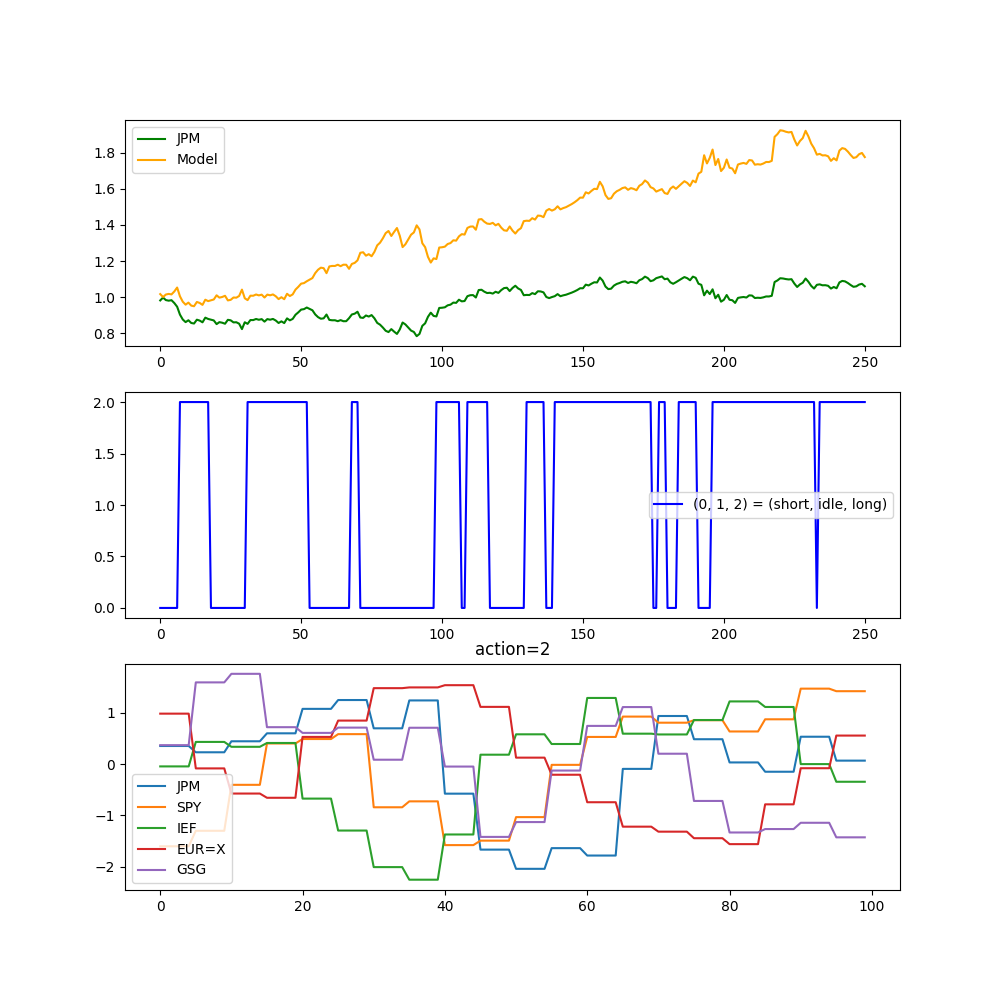 JPM
Model
1.8
1.6
1.4
1.2
1.0
0.8
0 50 100 150 200 250
2.0
1.5
1.0
0.5
0.0
(0, 1, 2) = (short, idle, long)
0 50 100 150 200 250
action=2
1
0
−1
−2
JPM
SPY
IEF
EUR=X
GSG
0 20 40 60 80 100